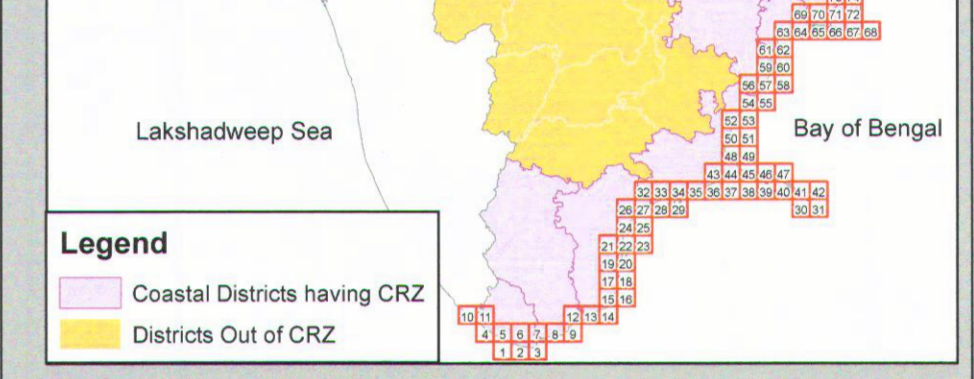 69 70 71 72
63 64 65 66 67 68
61 62
59 60
56 57 58
54 55
52 53
Lakshadweep Sea
Bay of Bengal
50 51
48 49
43 44 45 46 47
32 33 34 35 36 37 38 39 40 41 42
26 27 28 29
30 31
24 25
21 22 23
19 20
17 18
15 16
10 11
12 13 14
4 5 6 7 8 9
1 2 3
Legend
Coastal Districts having CRZ
Districts Out of CRZ